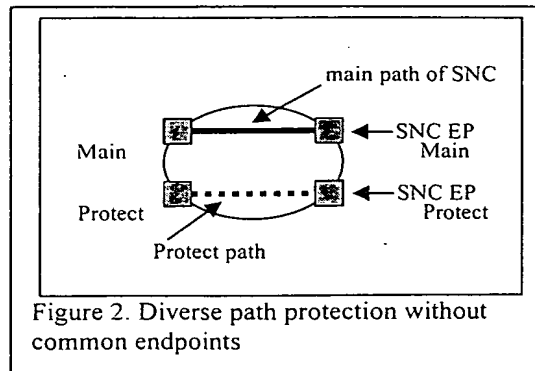 main path of SNC
SNC EP
Main
Main
SNC EP
Protect
Protect
Protect path
Figure 2. Diverse path protection without
common endpoints